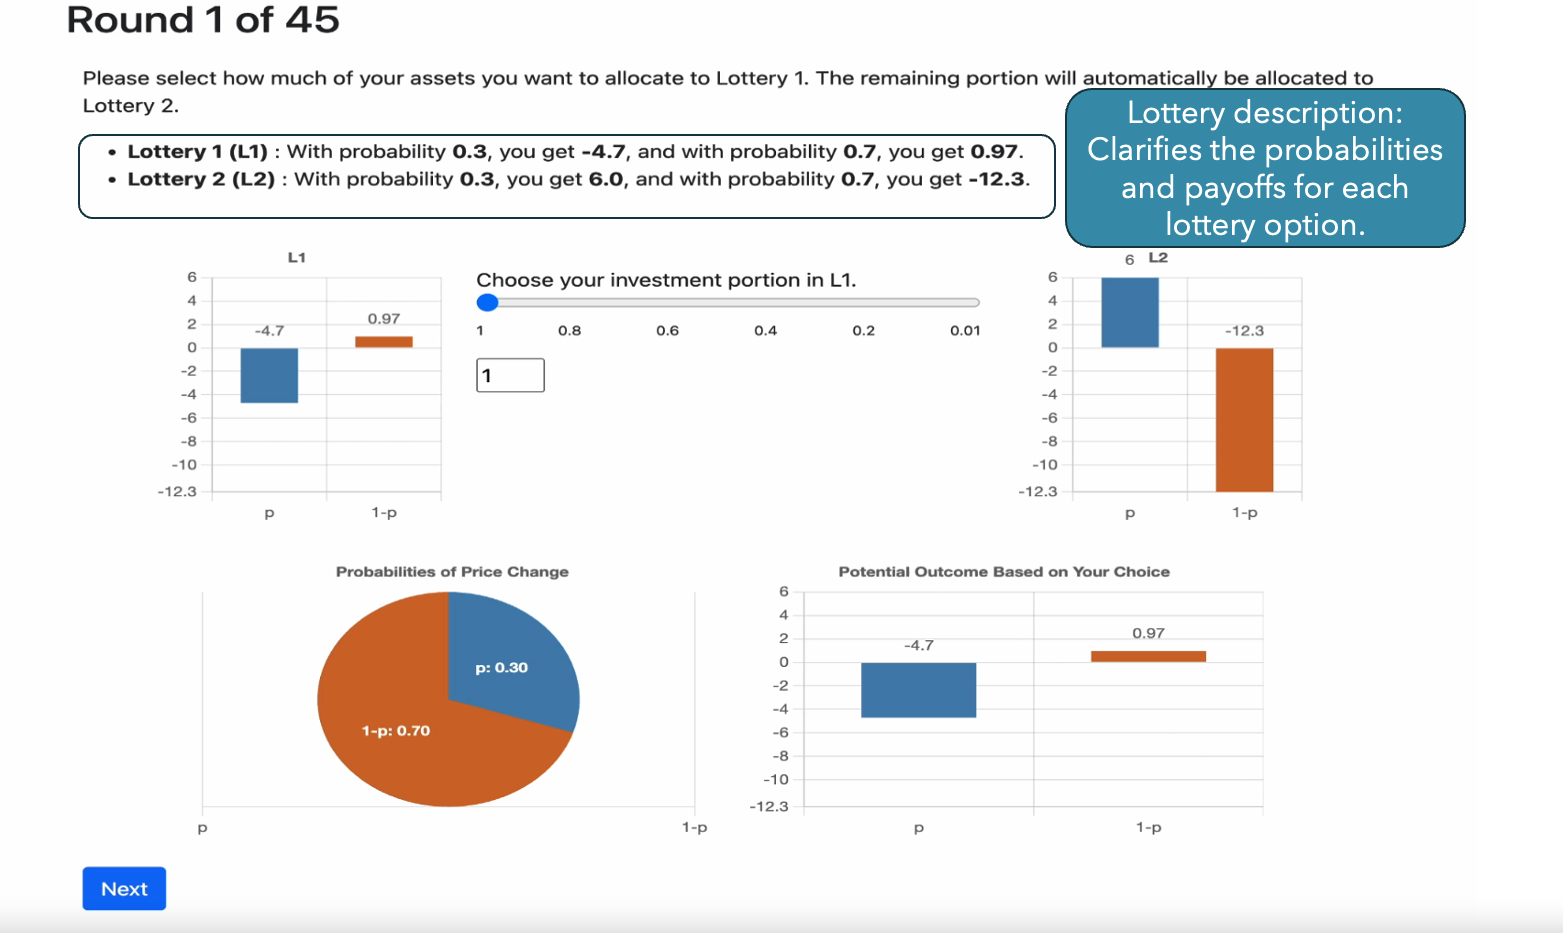 Round 1 of 45
Please select how much of your assets you want to allocate to Lottery 1. The remaining portion will automatically be allocated to
Lottery 2.
• Lottery 1 (L1) : With probability 0.3, you get -4.7, and with probability 0.7, you get 0.97.
• Lottery 2 (L2) : With probability 0.3, you get 6.0, and with probability 0.7, you get -12.3.
Lottery description:
Clarifies the probabilities
and payoffs for each
lottery option.
L1
6
4
2
0
-2
-4
-6
-8
-10
-12.3
-4.7
0.97
p
1-p
Choose your investment portion in L1.
1 0.8 0.6 0.4 0.2 0.01
1
L2
6
4
2
0
-2
-4
-6
-8
-10
-12.3
6
-12.3
p
1-p
Probabilities of Price Change
p: 0.30
1-p: 0.70
p
1-p
Potential Outcome Based on Your Choice
6
4
2
0
-2
-4
-6
-8
-10
-12.3
-4.7
0.97
p
1-p
Next